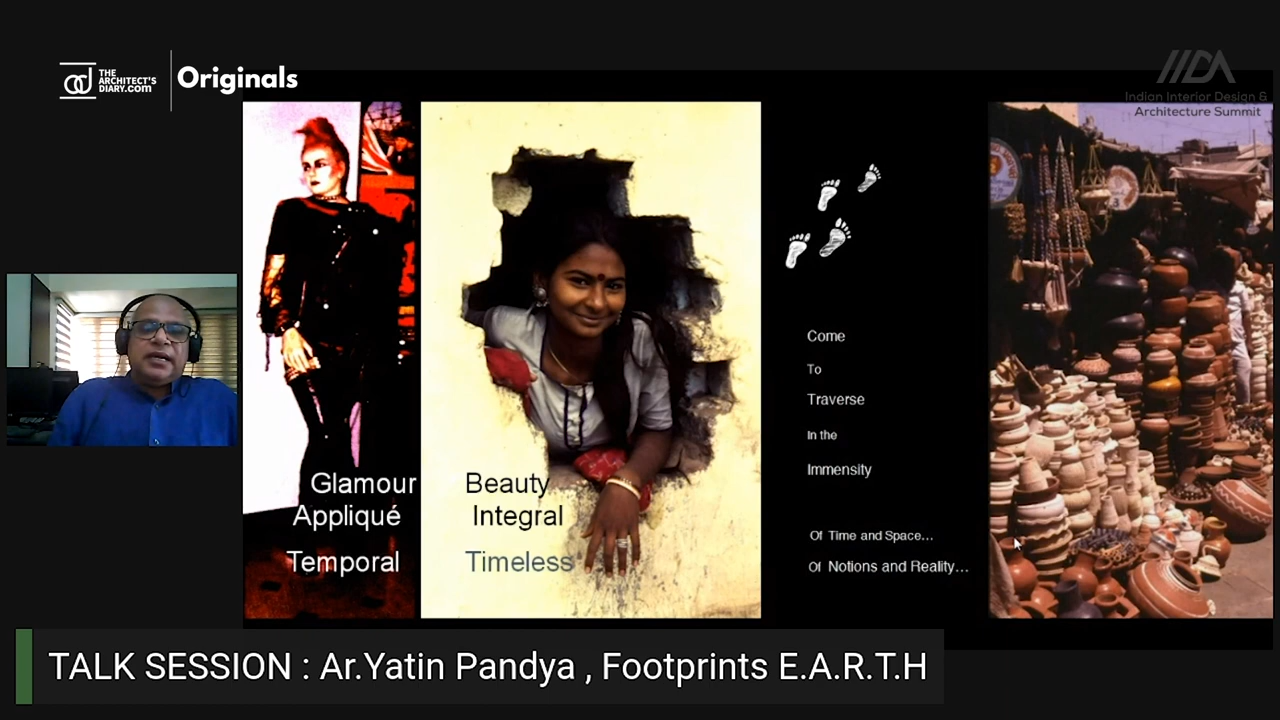 THE
ARCHITECT'S
DIARY.com
Originals
Indian Interior Design &
Architecture Summit
Glamour
Appliqué
Temporal
Beauty
Integral
Timeless
Come
To
Traverse
In the
Immensity
Of Time and Space...
Of Notions and Reality...
TALK SESSION : Ar.Yatin Pandya , Footprints E.A.R.T.H